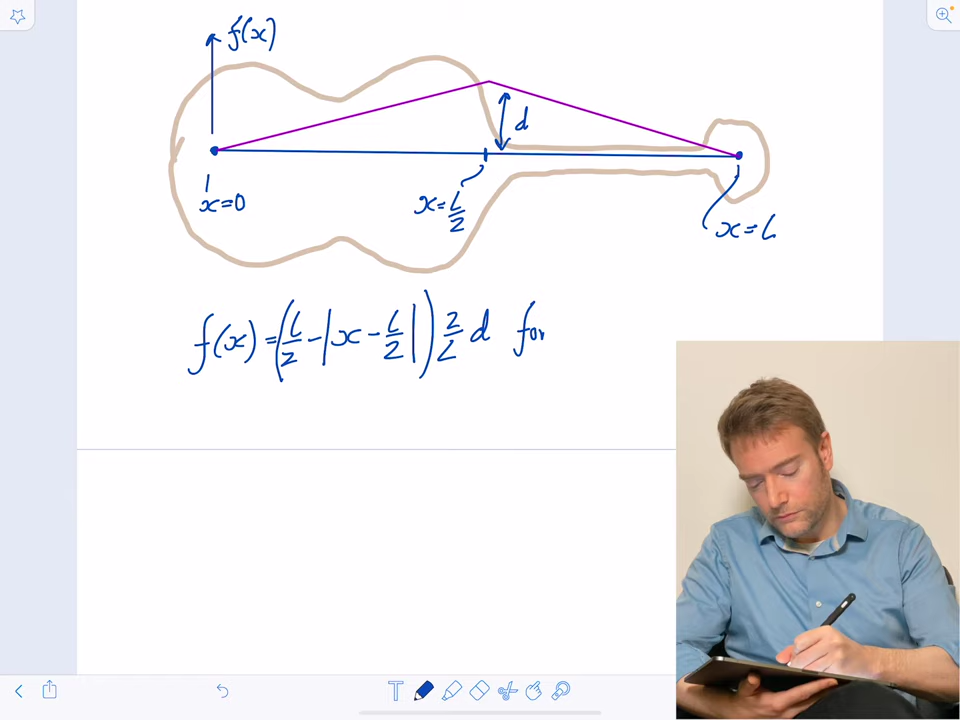 f(x)
d
x=0
x=L/2
x=L
f(x)=(L/2-|x-L/2|)2/L d for
T